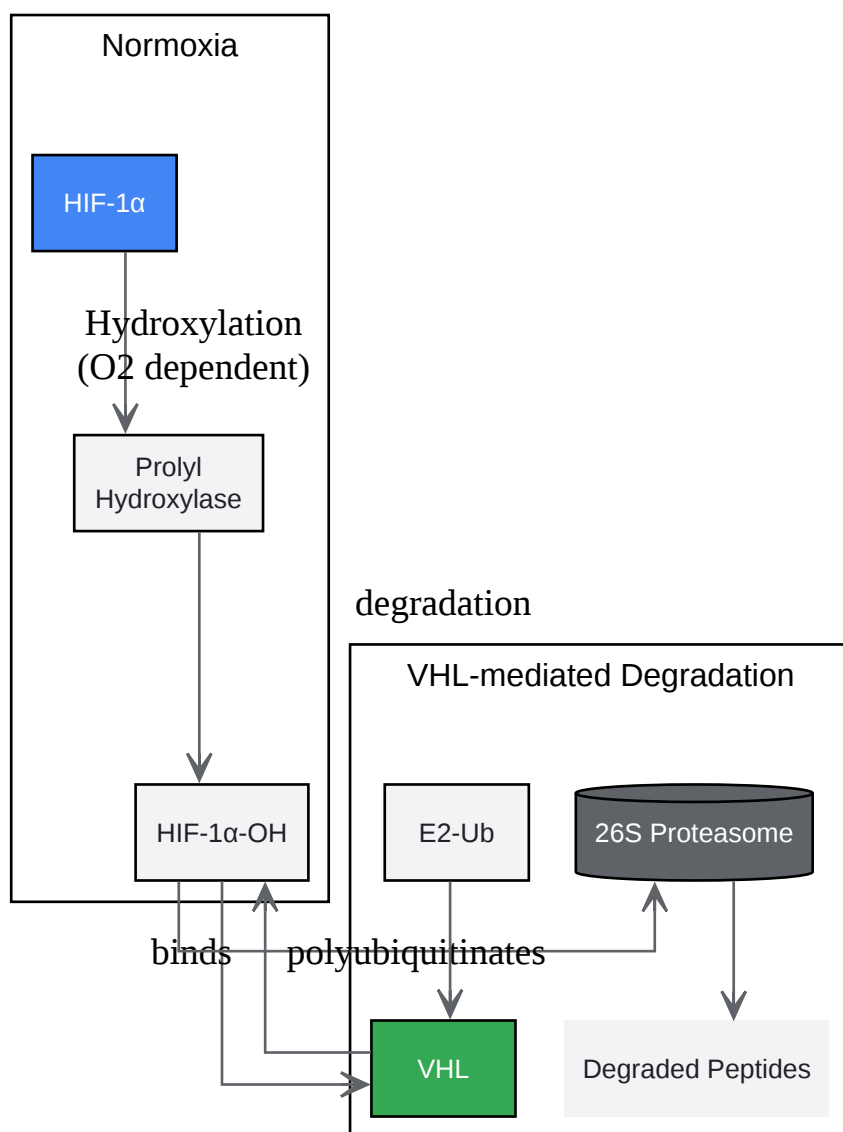 Normoxia
HIF-1α
Hydroxylation
(O2 dependent)
Prolyl
Hydroxylase
degradation
VHL-mediated Degradation
HIF-1α-OH
E2-Ub
26S Proteasome
binds
polyubiquitinates
VHL
Degraded Peptides